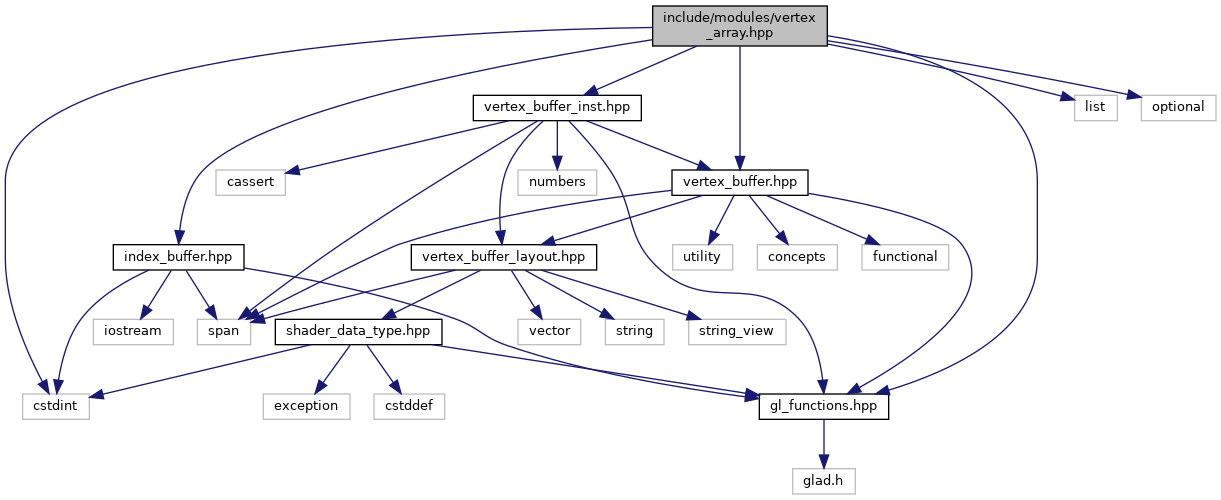 include/modules/vertex
_array.hpp
vertex_buffer_inst.hpp
list
optional
cassert
numbers
vertex_buffer.hpp
index_buffer.hpp
vertex_buffer_layout.hpp
utility
concepts
functional
iostream
span
shader_data_type.hpp
vector
string
string_view
cstdint
exception
cstddef
gl_functions.hpp
glad.h